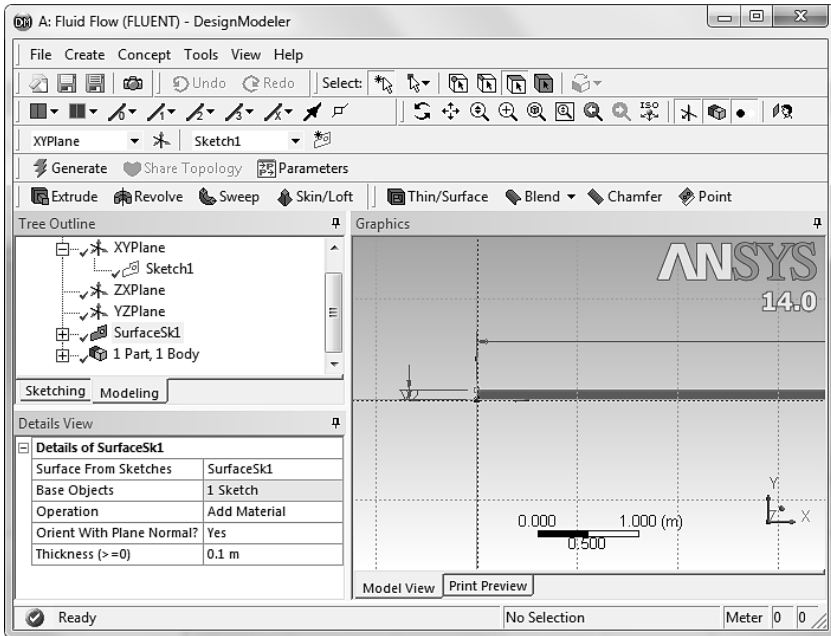 A: Fluid Flow (FLUENT) - DesignModeler
File Create Concept Tools View Help
Undo Redo Select:
ISO
XYPlane Sketch1
Generate Share Topology Parameters
Extrude Revolve Sweep Skin/Loft Thin/Surface Blend Chamfer Point
Tree Outline
XYPlane
Sketch1
ZXPlane
YZPlane
SurfaceSk1
1 Part, 1 Body
Sketching Modeling
Details View
Details of SurfaceSk1
Surface From Sketches SurfaceSk1
Base Objects 1 Sketch
Operation Add Material
Orient With Plane Normal? Yes
Thickness (>=0) 0.1 m
Graphics
ANSYS
14.0
Y
Z X
0.000 1.000 (m)
0.500
Model View Print Preview
Ready No Selection Meter 0 0